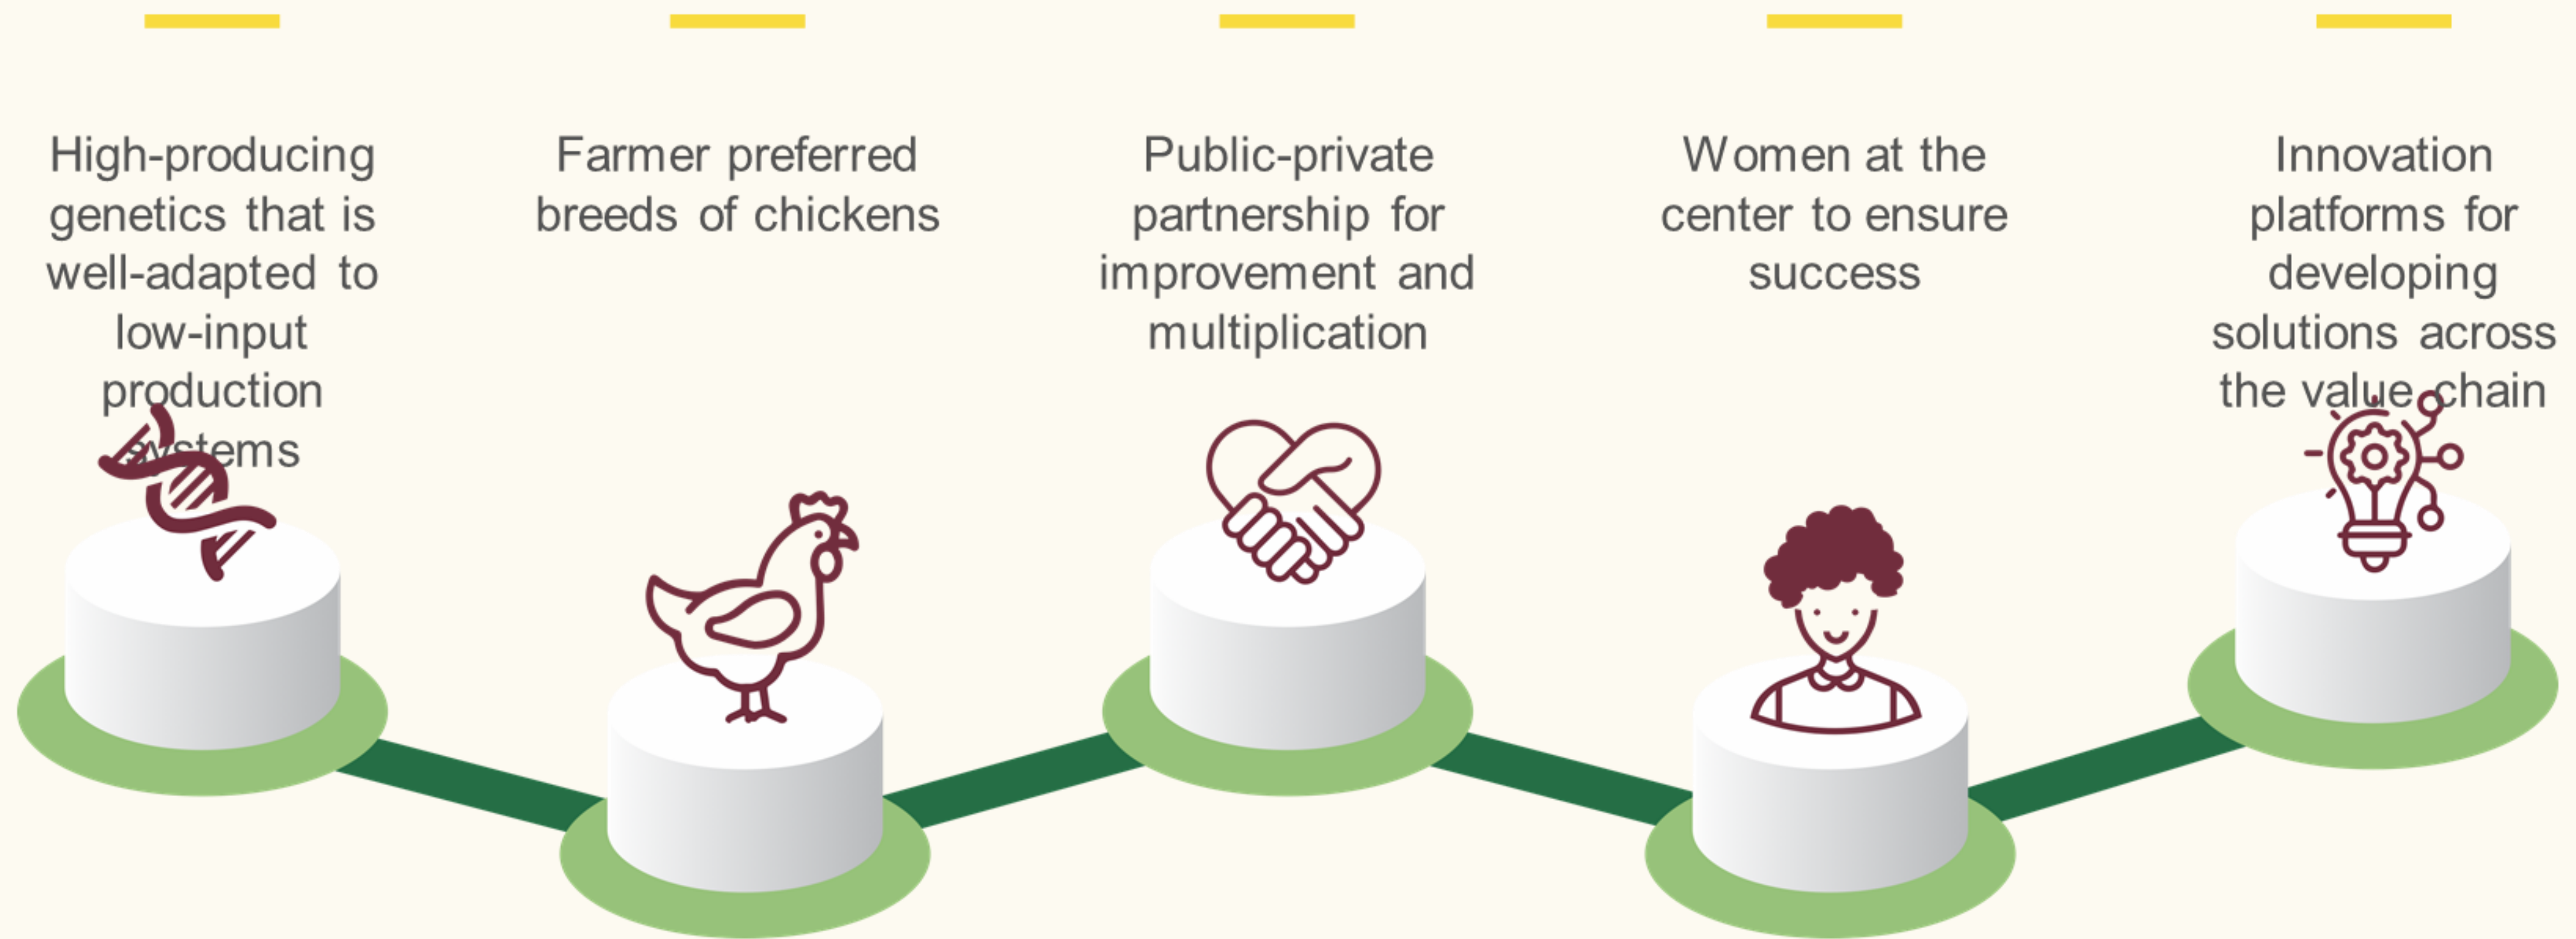 High-producing
genetics that is
well-adapted to
low-input
production
systems
Farmer preferred
breeds of chickens
Public-private
partnership for
improvement and
multiplication
Women at the
center to ensure
success
Innovation
platforms for
developing
solutions across
the value chain